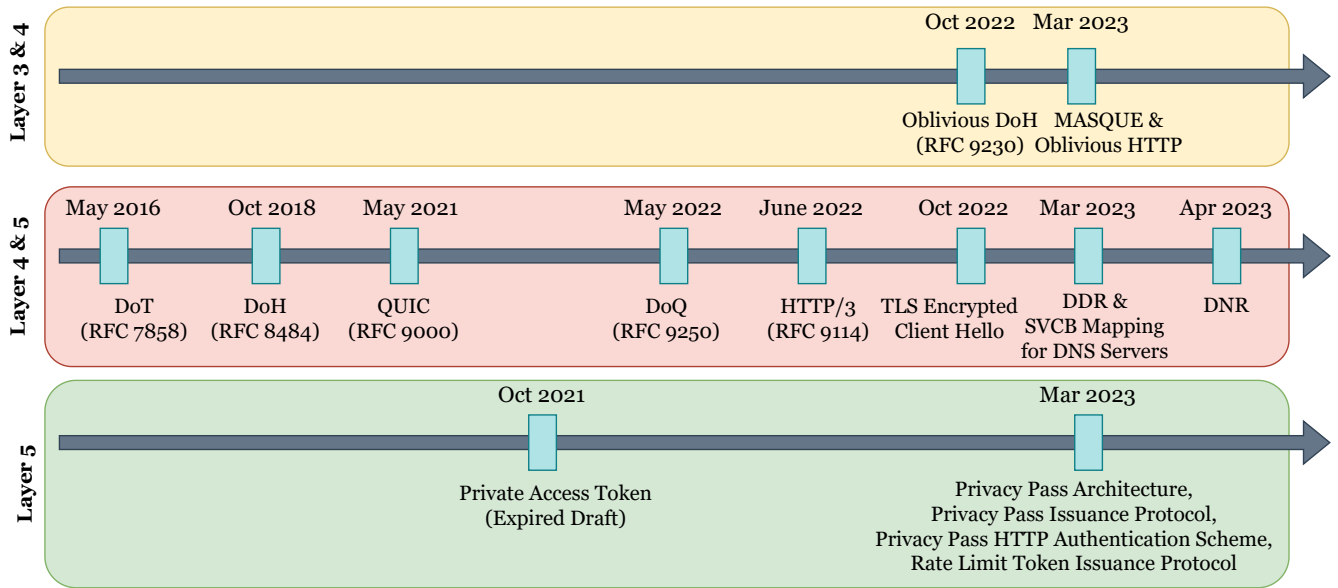 Layer 3 & 4
Oct 2022
Mar 2023
Oblivious DoH
(RFC 9230)
MASQUE &
Oblivious HTTP
Layer 4 & 5
May 2016
Oct 2018
May 2021
May 2022
June 2022
Oct 2022
Mar 2023
Apr 2023
DoT
(RFC 7858)
DoH
(RFC 8484)
QUIC
(RFC 9000)
DoQ
(RFC 9250)
HTTP/3
(RFC 9114)
TLS Encrypted
Client Hello
DDR &
SVCB Mapping
for DNS Servers
DNR
Layer 5
Oct 2021
Mar 2023
Private Access Token
(Expired Draft)
Privacy Pass Architecture,
Privacy Pass Issuance Protocol,
Privacy Pass HTTP Authentication Scheme,
Rate Limit Token Issuance Protocol